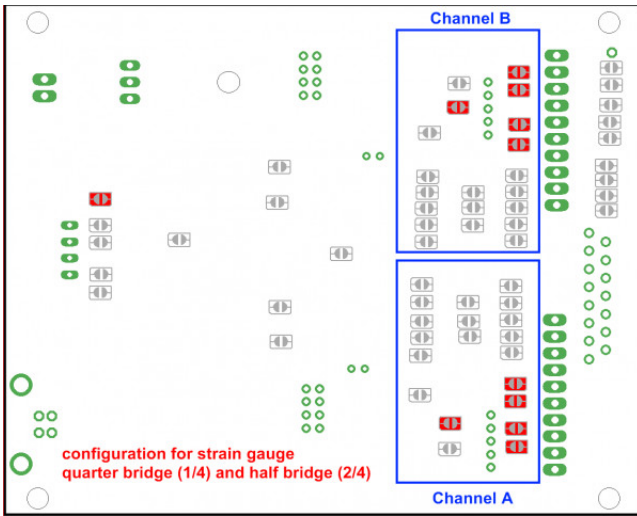 Channel B
configuration for strain gauge
quarter bridge (1/4) and half bridge (2/4)
Channel A